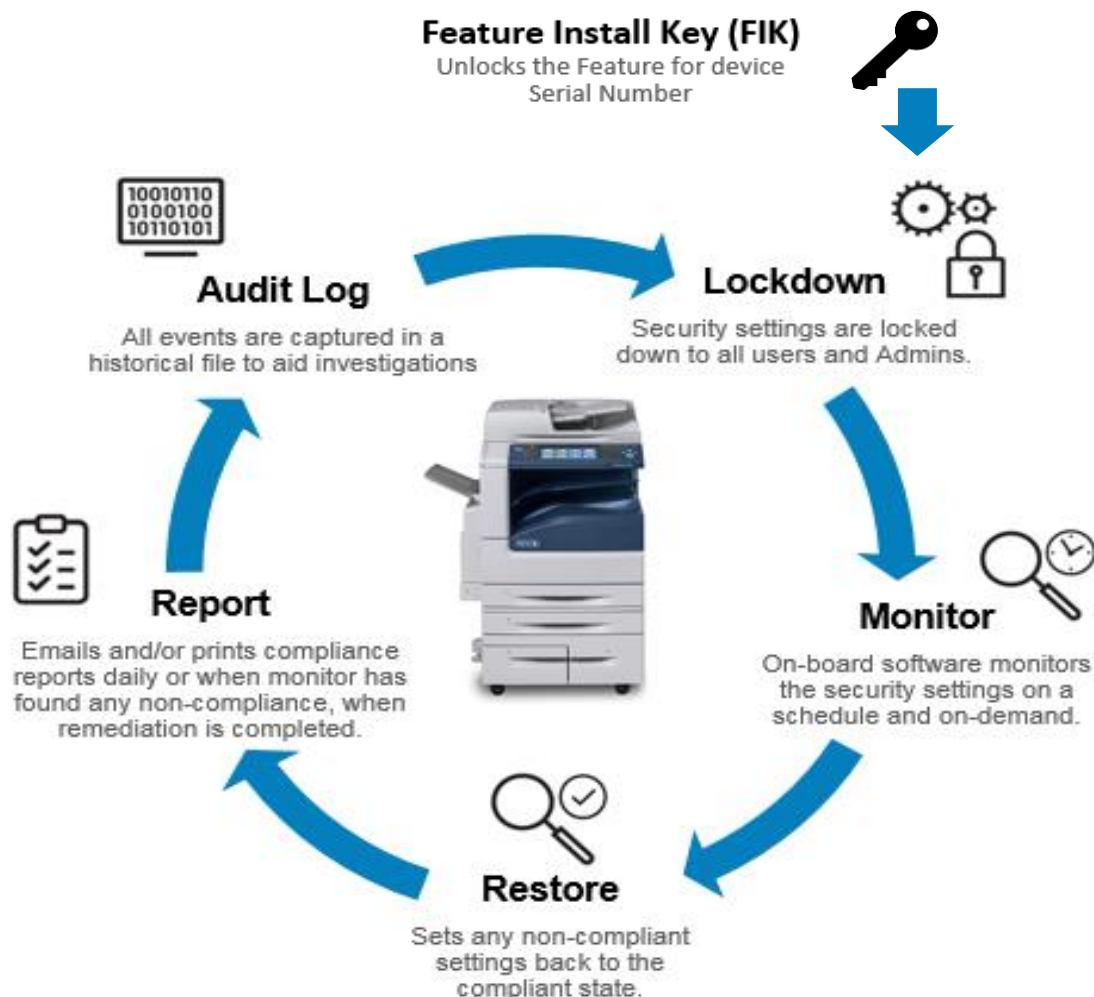 Feature Install Key (FIK)
Unlocks the Feature for device
Serial Number
10010110
0100100
10110101
Audit Log
All events are captured in a
historical file to aid investigations
Lockdown
Security settings are locked
down to all users and Admins.
Monitor
On-board software monitors
the security settings on a
schedule and on-demand.
Restore
Sets any non-compliant
settings back to the
compliant state.
Report
Emails and/or prints compliance
reports daily or when monitor has
found any non-compliance, when
remediation is completed.